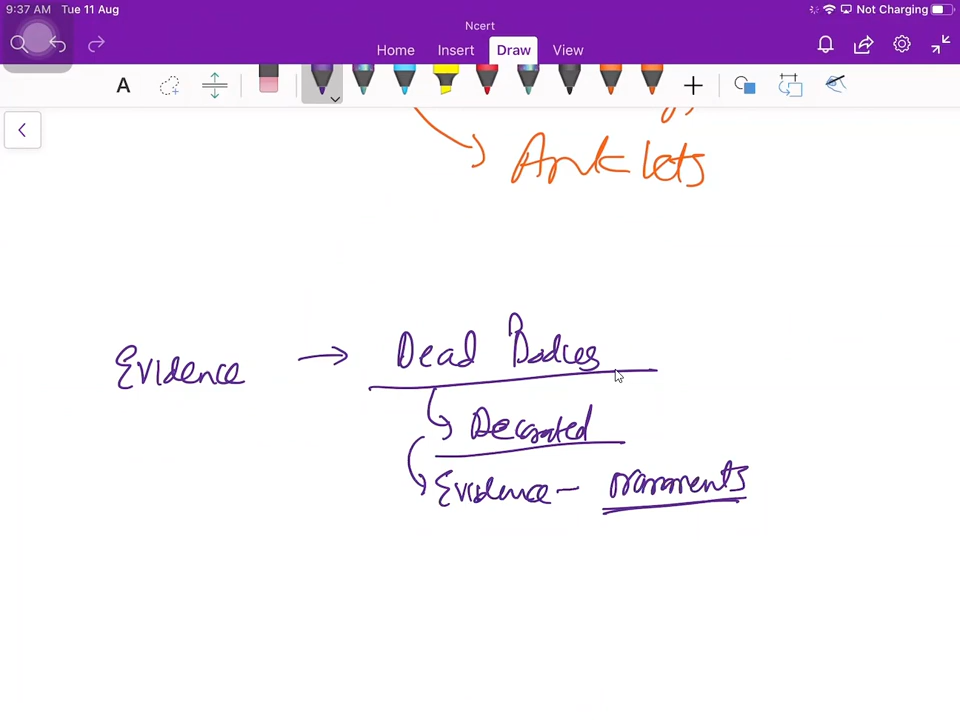 9:37 AM Tue 11 Aug
Not Charging
Ncert
Home Insert Draw View
A
Anklets
Evidence → Dead Bodies
Decorated
Evidence - ornaments